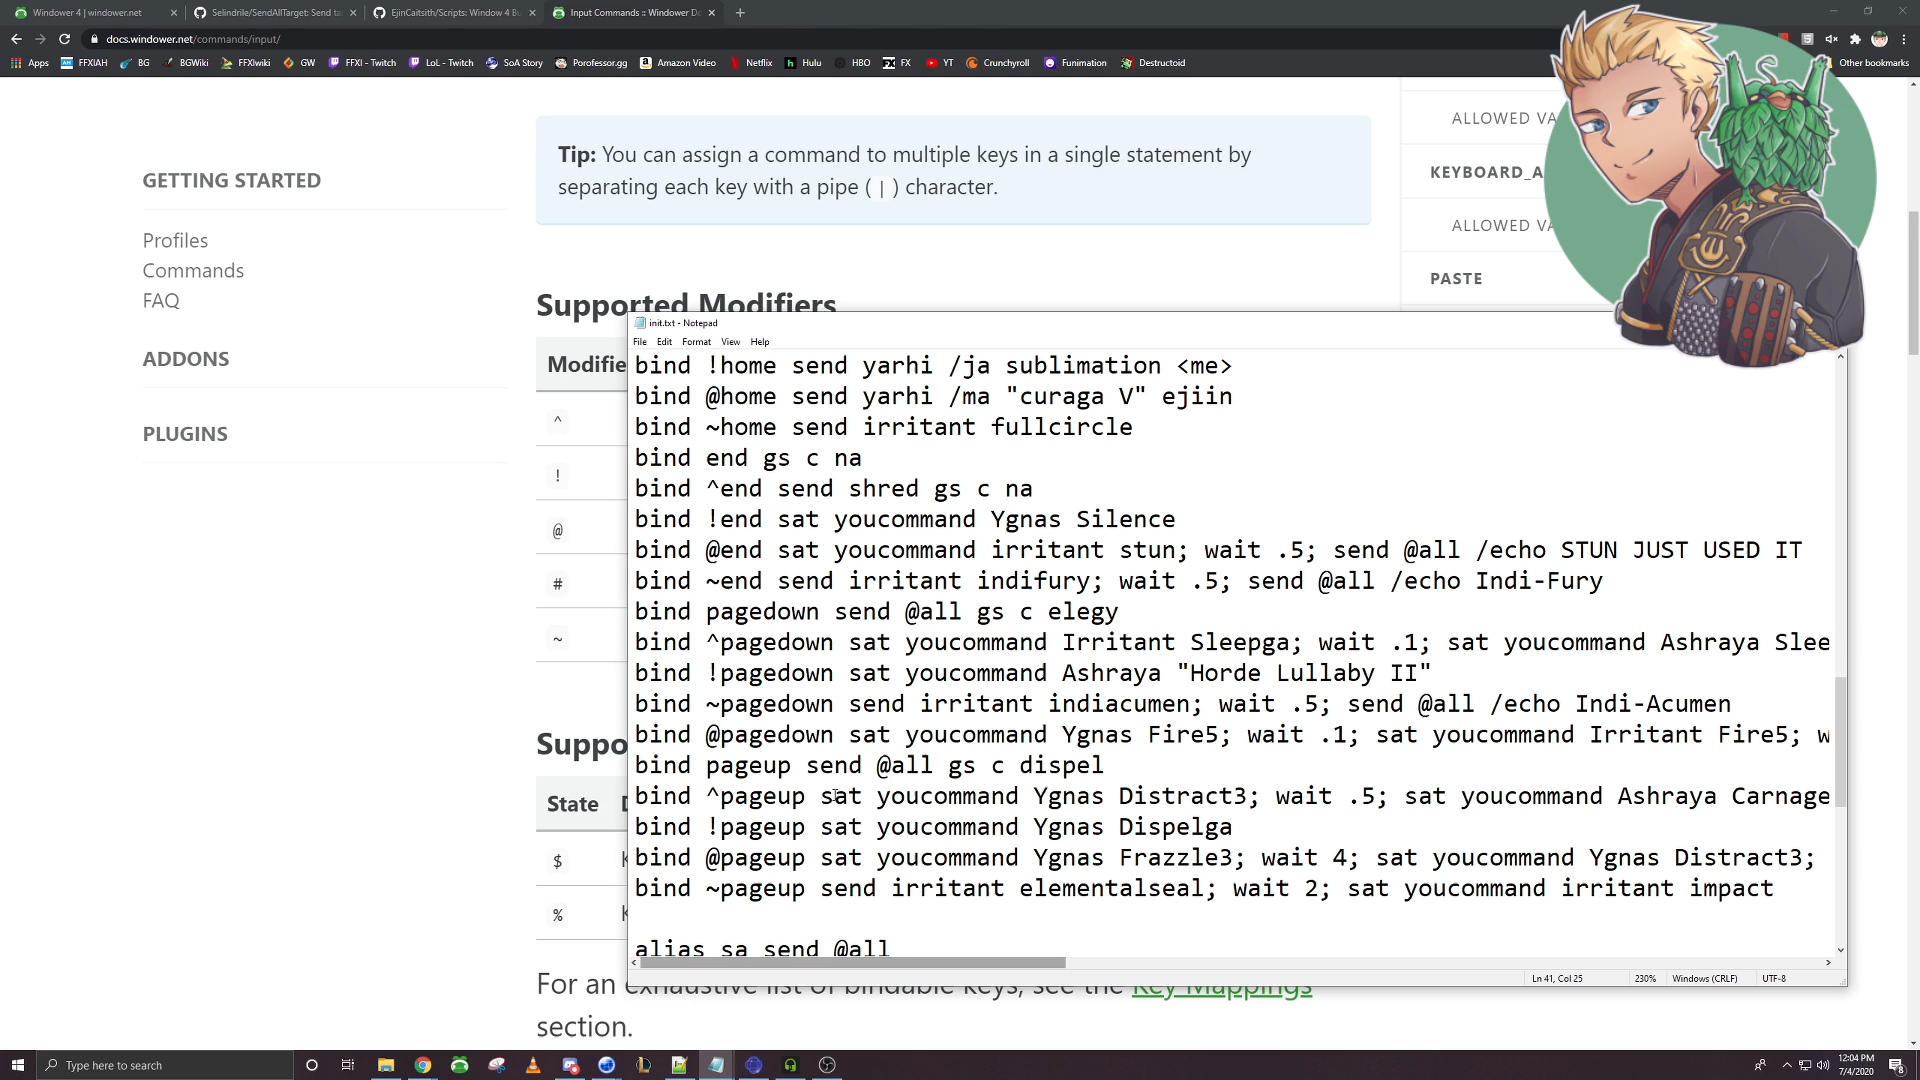 Windower 4 | windower.net
Selindrile/SendAllTarget: Send ta
EjinCaitsith/Scripts: Window 4 Bu
Input Commands :: Windower Do
docs.windower.net/commands/input/
Apps
FFXIAH
BG
BGWiki
FFXIwiki
GW
FFXI - Twitch
LoL - Twitch
SoA Story
Porofessor.gg
Amazon Video
Netflix
Hulu
HBO
FX
YT
Crunchyroll
Funimation
Destructoid
Other bookmarks
GETTING STARTED
Profiles
Commands
FAQ
ADDONS
PLUGINS
Tip: You can assign a command to multiple keys in a single statement by
separating each key with a pipe ( | ) character.
Supported Modifiers
Modifie
^
!
@
#
~
Suppo
State
$
%
For an exhaustive list of bindable keys, see the Key Mappings
section.
ALLOWED VA
KEYBOARD_A
ALLOWED VA
PASTE
init.txt - Notepad
File Edit Format View Help
bind !home send yarhi /ja sublimation <me>
bind @home send yarhi /ma "curaga V" ejiin
bind ~home send irritant fullcircle
bind end gs c na
bind ^end send shred gs c na
bind !end sat youcommand Ygnas Silence
bind @end sat youcommand irritant stun; wait .5; send @all /echo STUN JUST USED IT
bind ~end send irritant indifury; wait .5; send @all /echo Indi-Fury
bind pagedown send @all gs c elegy
bind ^pagedown sat youcommand Irritant Sleepga; wait .1; sat youcommand Ashraya Slee
bind !pagedown sat youcommand Ashraya "Horde Lullaby II"
bind ~pagedown send irritant indiacumen; wait .5; send @all /echo Indi-Acumen
bind @pagedown sat youcommand Ygnas Fire5; wait .1; sat youcommand Irritant Fire5; w
bind pageup send @all gs c dispel
bind ^pageup sat youcommand Ygnas Distract3; wait .5; sat youcommand Ashraya Carnage
bind !pageup sat youcommand Ygnas Dispelga
bind @pageup sat youcommand Ygnas Frazzle3; wait 4; sat youcommand Ygnas Distract3;
bind ~pageup send irritant elementalseal; wait 2; sat youcommand irritant impact
alias sa send @all
Ln 41, Col 25
230%
Windows (CRLF)
UTF-8
Type here to search
12:04 PM
7/4/2020